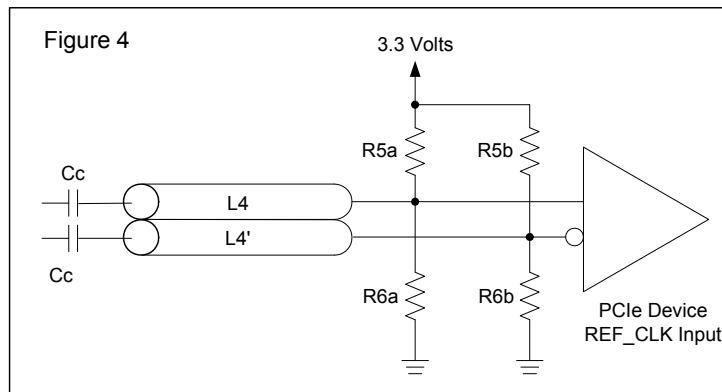 Figure 4
3.3 Volts
R5a
R5b
Cc
L4
L4'
Cc
R6a
R6b
PCIe Device
REF_CLK Input